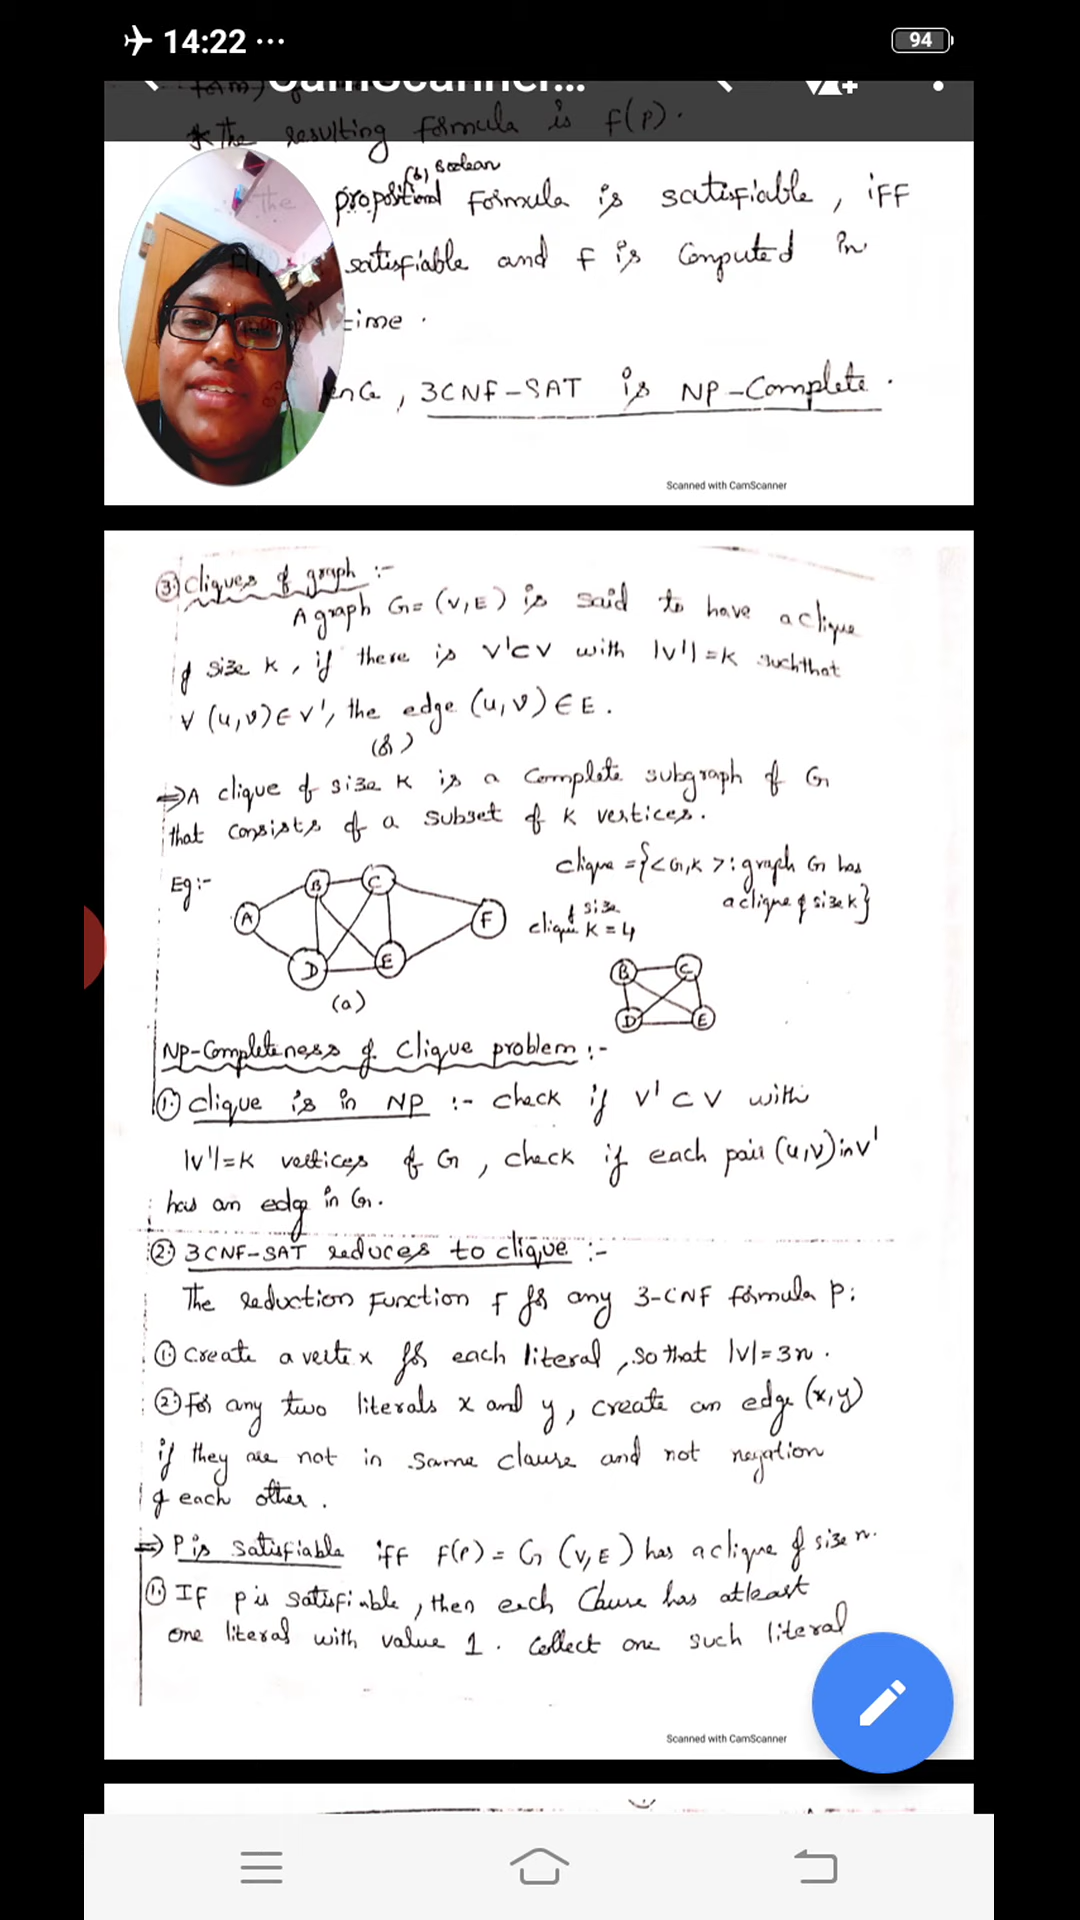 14:22 ...
94
CamScanner...
form)
* The resulting formula is f(P).
(or) Boolean
the propositional formula is satisfiable, iff
satisfiable and f is computed in
time.
3CNF-SAT is NP-Complete.
Scanned with CamScanner
③ Cliques of graph :-
A graph G=(V,E) is said to have a clique
of size k, if there is V'⊂V with |V'|=K such that
∀ (u,v)∈V', the edge (u,v)∈E.
(or)
⇒ A clique of size K is a Complete subgraph of G
that consists of a subset of K vertices.
Eg:-
clique = {<G,K>: graph G has
a clique of size k}
A B C D E F
clique of size K=4
B C D E
(a)
NP-Completeness of Clique problem :-
① Clique is in NP :- check if V'⊂V with
|V'|=K vertices of G, check if each pair (u,v) in V'
has an edge in G.
② 3CNF-SAT reduces to clique :-
The reduction Function f for any 3-CNF formula P:
① Create a vertex for each literal, so that |V|=3n.
② For any two literals x and y, create an edge (x,y)
if they are not in same clause and not negation
of each other.
⇒ P is satisfiable iff f(P) = G (V,E) has a clique of size n.
① If P is satisfiable, then each Clause has atleast
one literal with value 1. Collect one such literal
Scanned with CamScanner